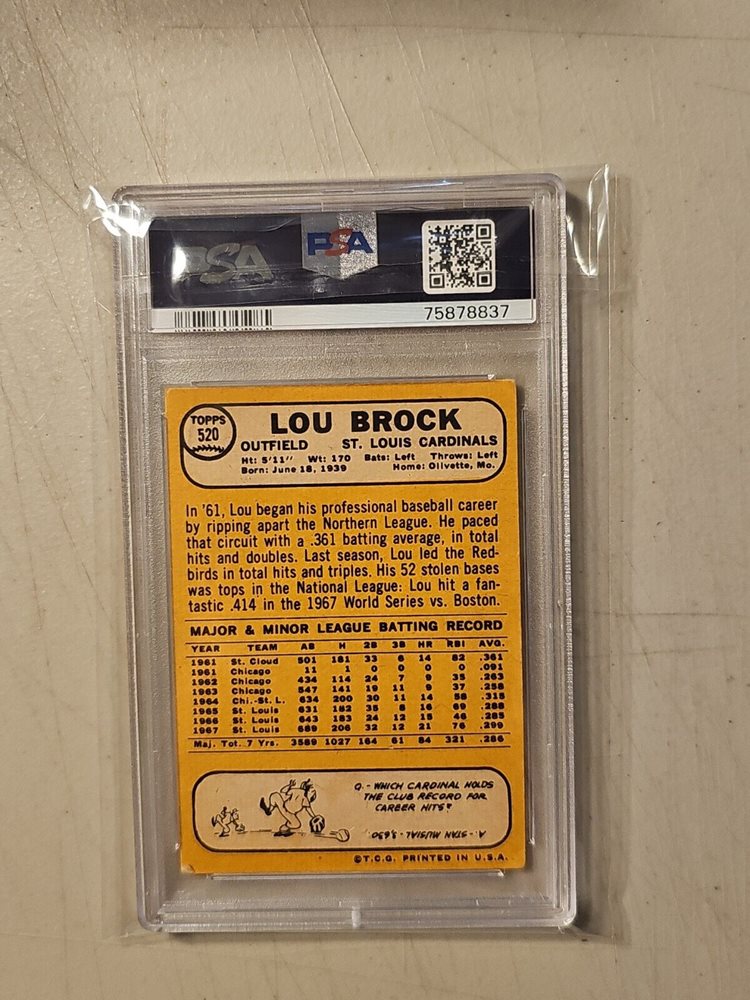 PSA
PSA
75878837
TOPPS
520
LOU BROCK
OUTFIELD ST. LOUIS CARDINALS
Ht: 5'11" Wt: 170 Bats: Left Throws: Left
Born: June 18, 1939 Home: Olivette, Mo.
In '61, Lou began his professional baseball career
by ripping apart the Northern League. He paced
that circuit with a .361 batting average, in total
hits and doubles. Last season, Lou led the Red-
birds in total hits and triples. His 52 stolen bases
was tops in the National League: Lou hit a fan-
tastic .414 in the 1967 World Series vs. Boston.
MAJOR & MINOR LEAGUE BATTING RECORD
YEAR TEAM AB H 2B 3B HR RBI AVG.
1961 St. Cloud 501 181 33 6 14 82 .361
1961 Chicago 11 1 0 0 0 0 .091
1962 Chicago 434 114 24 7 9 35 .263
1963 Chicago 547 141 19 11 9 37 .258
1964 Chi.-St. L. 634 200 30 11 14 58 .315
1965 St. Louis 631 182 35 8 16 69 .288
1966 St. Louis 643 183 24 12 15 46 .285
1967 St. Louis 689 206 32 12 21 76 .299
Maj. Tot. 7 Yrs. 3589 1027 164 61 84 321 .286
Q.- WHICH CARDINAL HOLDS
THE CLUB RECORD FOR
CAREER HITS?
A.- STAN MUSIAL - 3,630
©T.C.G. PRINTED IN U.S.A.